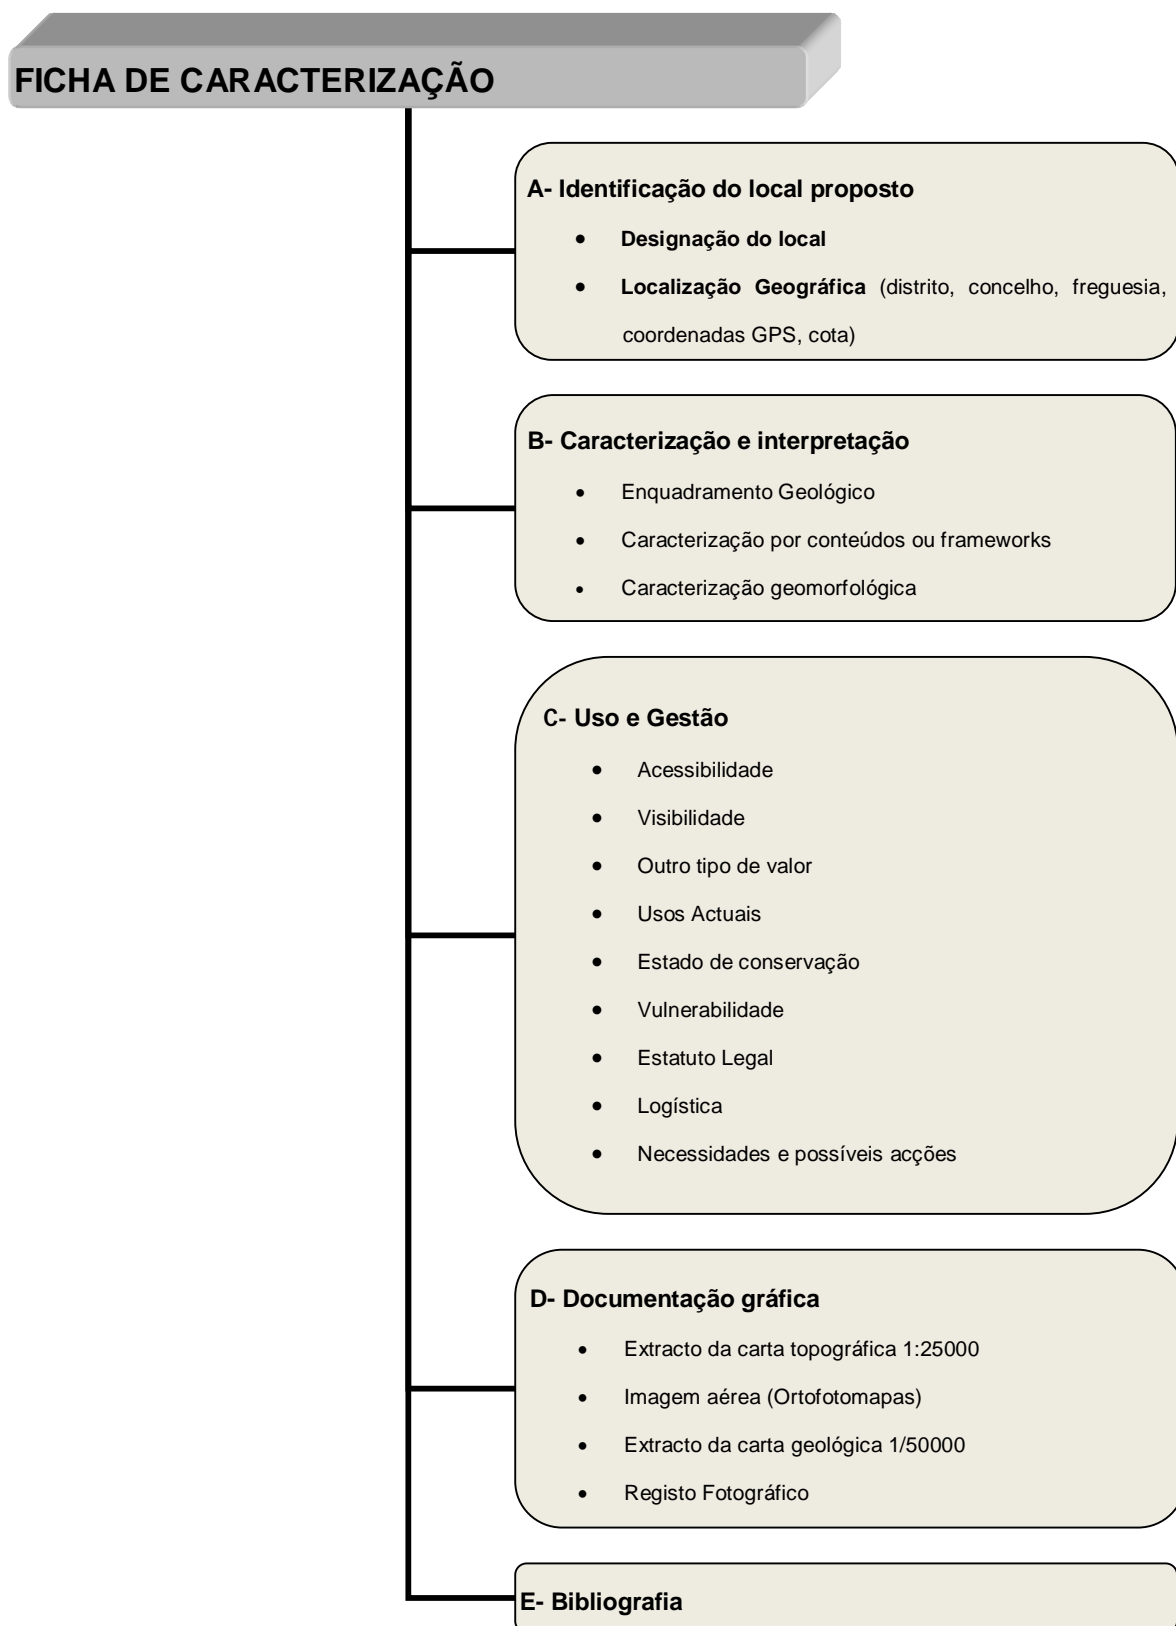 FICHA DE CARACTERIZAÇÃO
A- Identificação do local proposto
• Designação do local
• Localização Geográfica (distrito, concelho, freguesia,
coordenadas GPS, cota)
B- Caracterização e interpretação
• Enquadramento Geológico
• Caracterização por conteúdos ou frameworks
• Caracterização geomorfológica
C- Uso e Gestão
• Acessibilidade
• Visibilidade
• Outro tipo de valor
• Usos Actuais
• Estado de conservação
• Vulnerabilidade
• Estatuto Legal
• Logística
• Necessidades e possíveis acções
D- Documentação gráfica
• Extracto da carta topográfica 1:25000
• Imagem aérea (Ortofotomapas)
• Extracto da carta geológica 1/50000
• Registo Fotográfico
E- Bibliografia